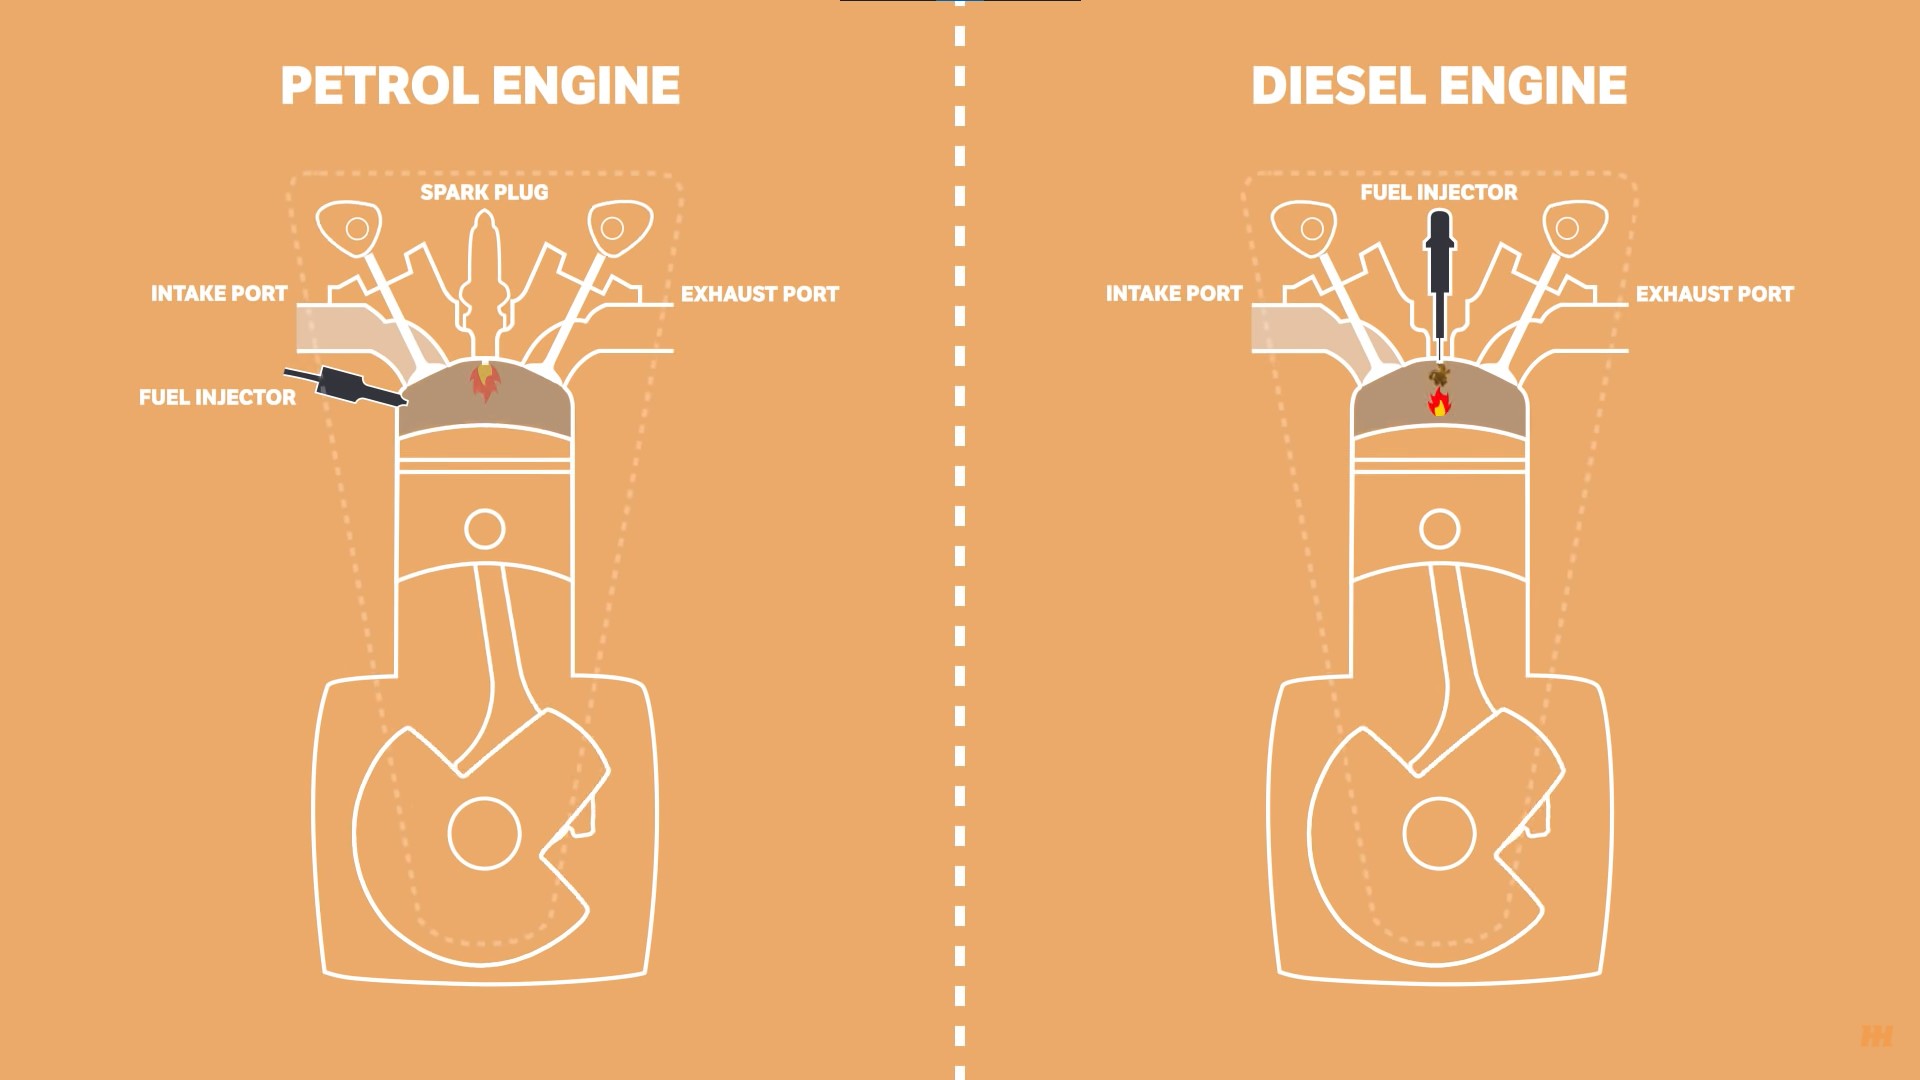 PETROL ENGINE
SPARK PLUG
INTAKE PORT
EXHAUST PORT
FUEL INJECTOR
DIESEL ENGINE
FUEL INJECTOR
INTAKE PORT
EXHAUST PORT